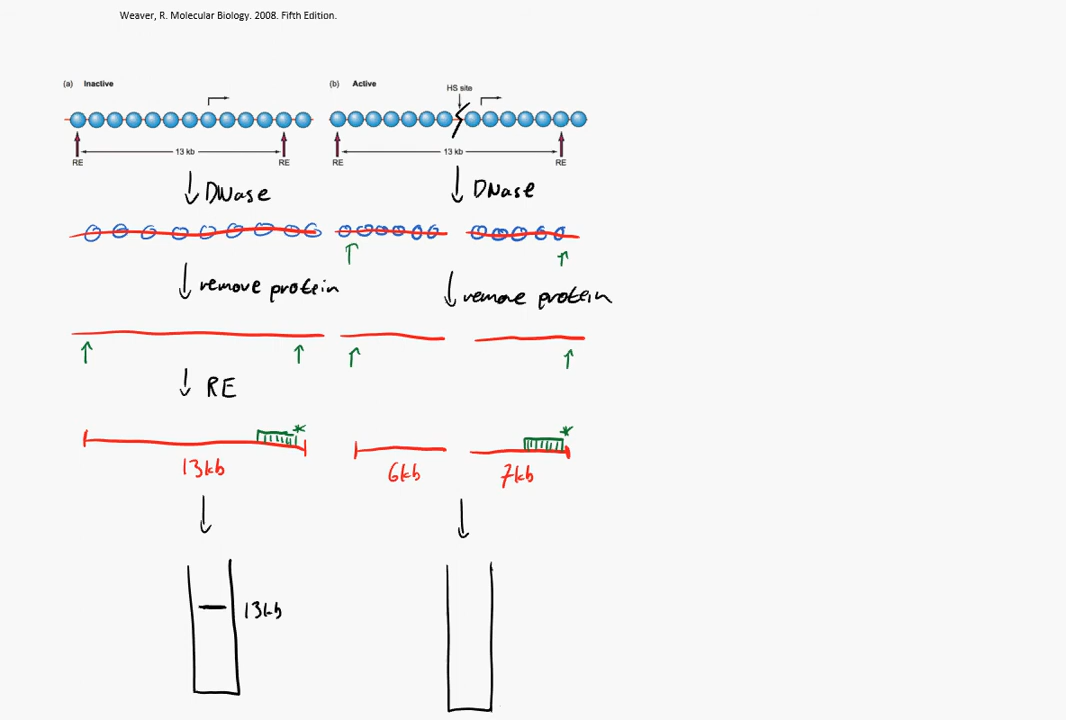 Weaver, R. Molecular Biology. 2008. Fifth Edition.
(a) Inactive
(b) Active
HS site
13 kb
13 kb
RE
RE
RE
RE
DNase
DNase
remove protein
remove protein
RE
*
*
13kb
6kb
7kb
13kb